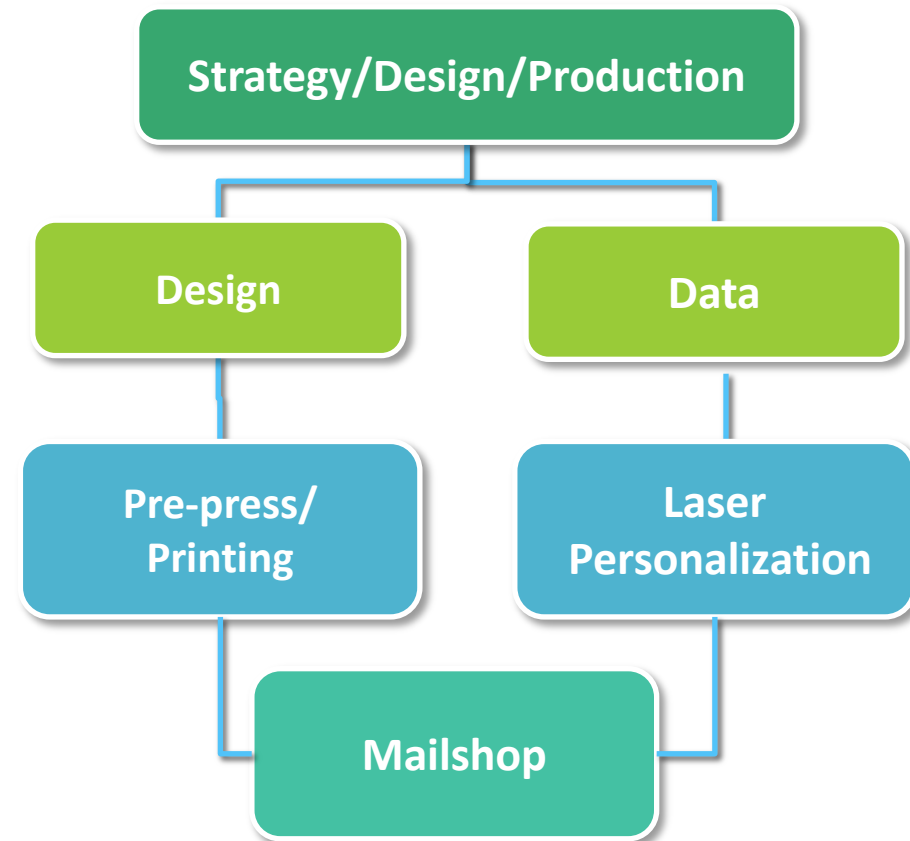 Strategy/Design/Production
Design
Data
Pre-press/
Printing
Laser
Personalization
Mailshop